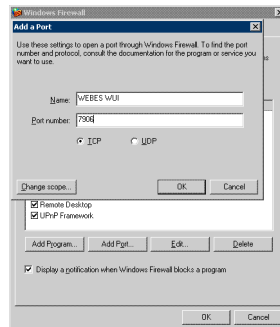 Windows Firewall
Add a Port
Use these settings to open a port through Windows Firewall. To find the port
number and protocol, consult the documentation for the program or service you
want to use.
Name: WEBES WUI
Port number: 7906
TCP UDP
Change scope... OK Cancel
Remote Desktop
UPnP Framework
Add Program... Add Port... Edit... Delete
Display a notification when Windows Firewall blocks a program
OK Cancel